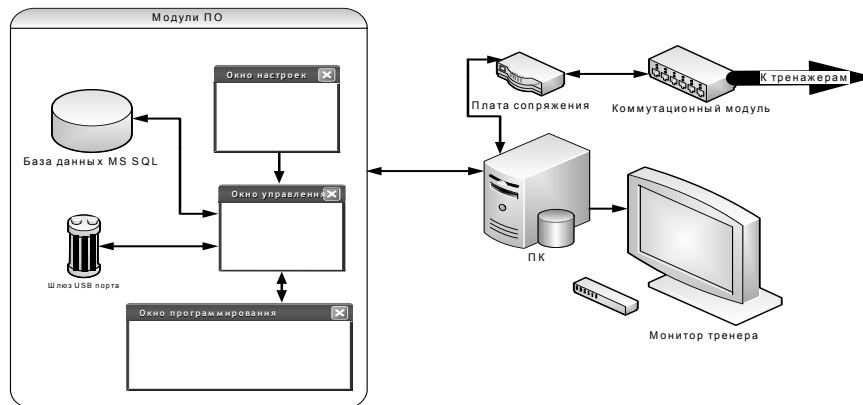 Модули ПО
Окно настроек
К тренажерам
Плата сопряжения
Коммутационный модуль
База данных MS SQL
Окно управления
ПК
Шлюз USB порта
Окно программирования
Монитор тренера